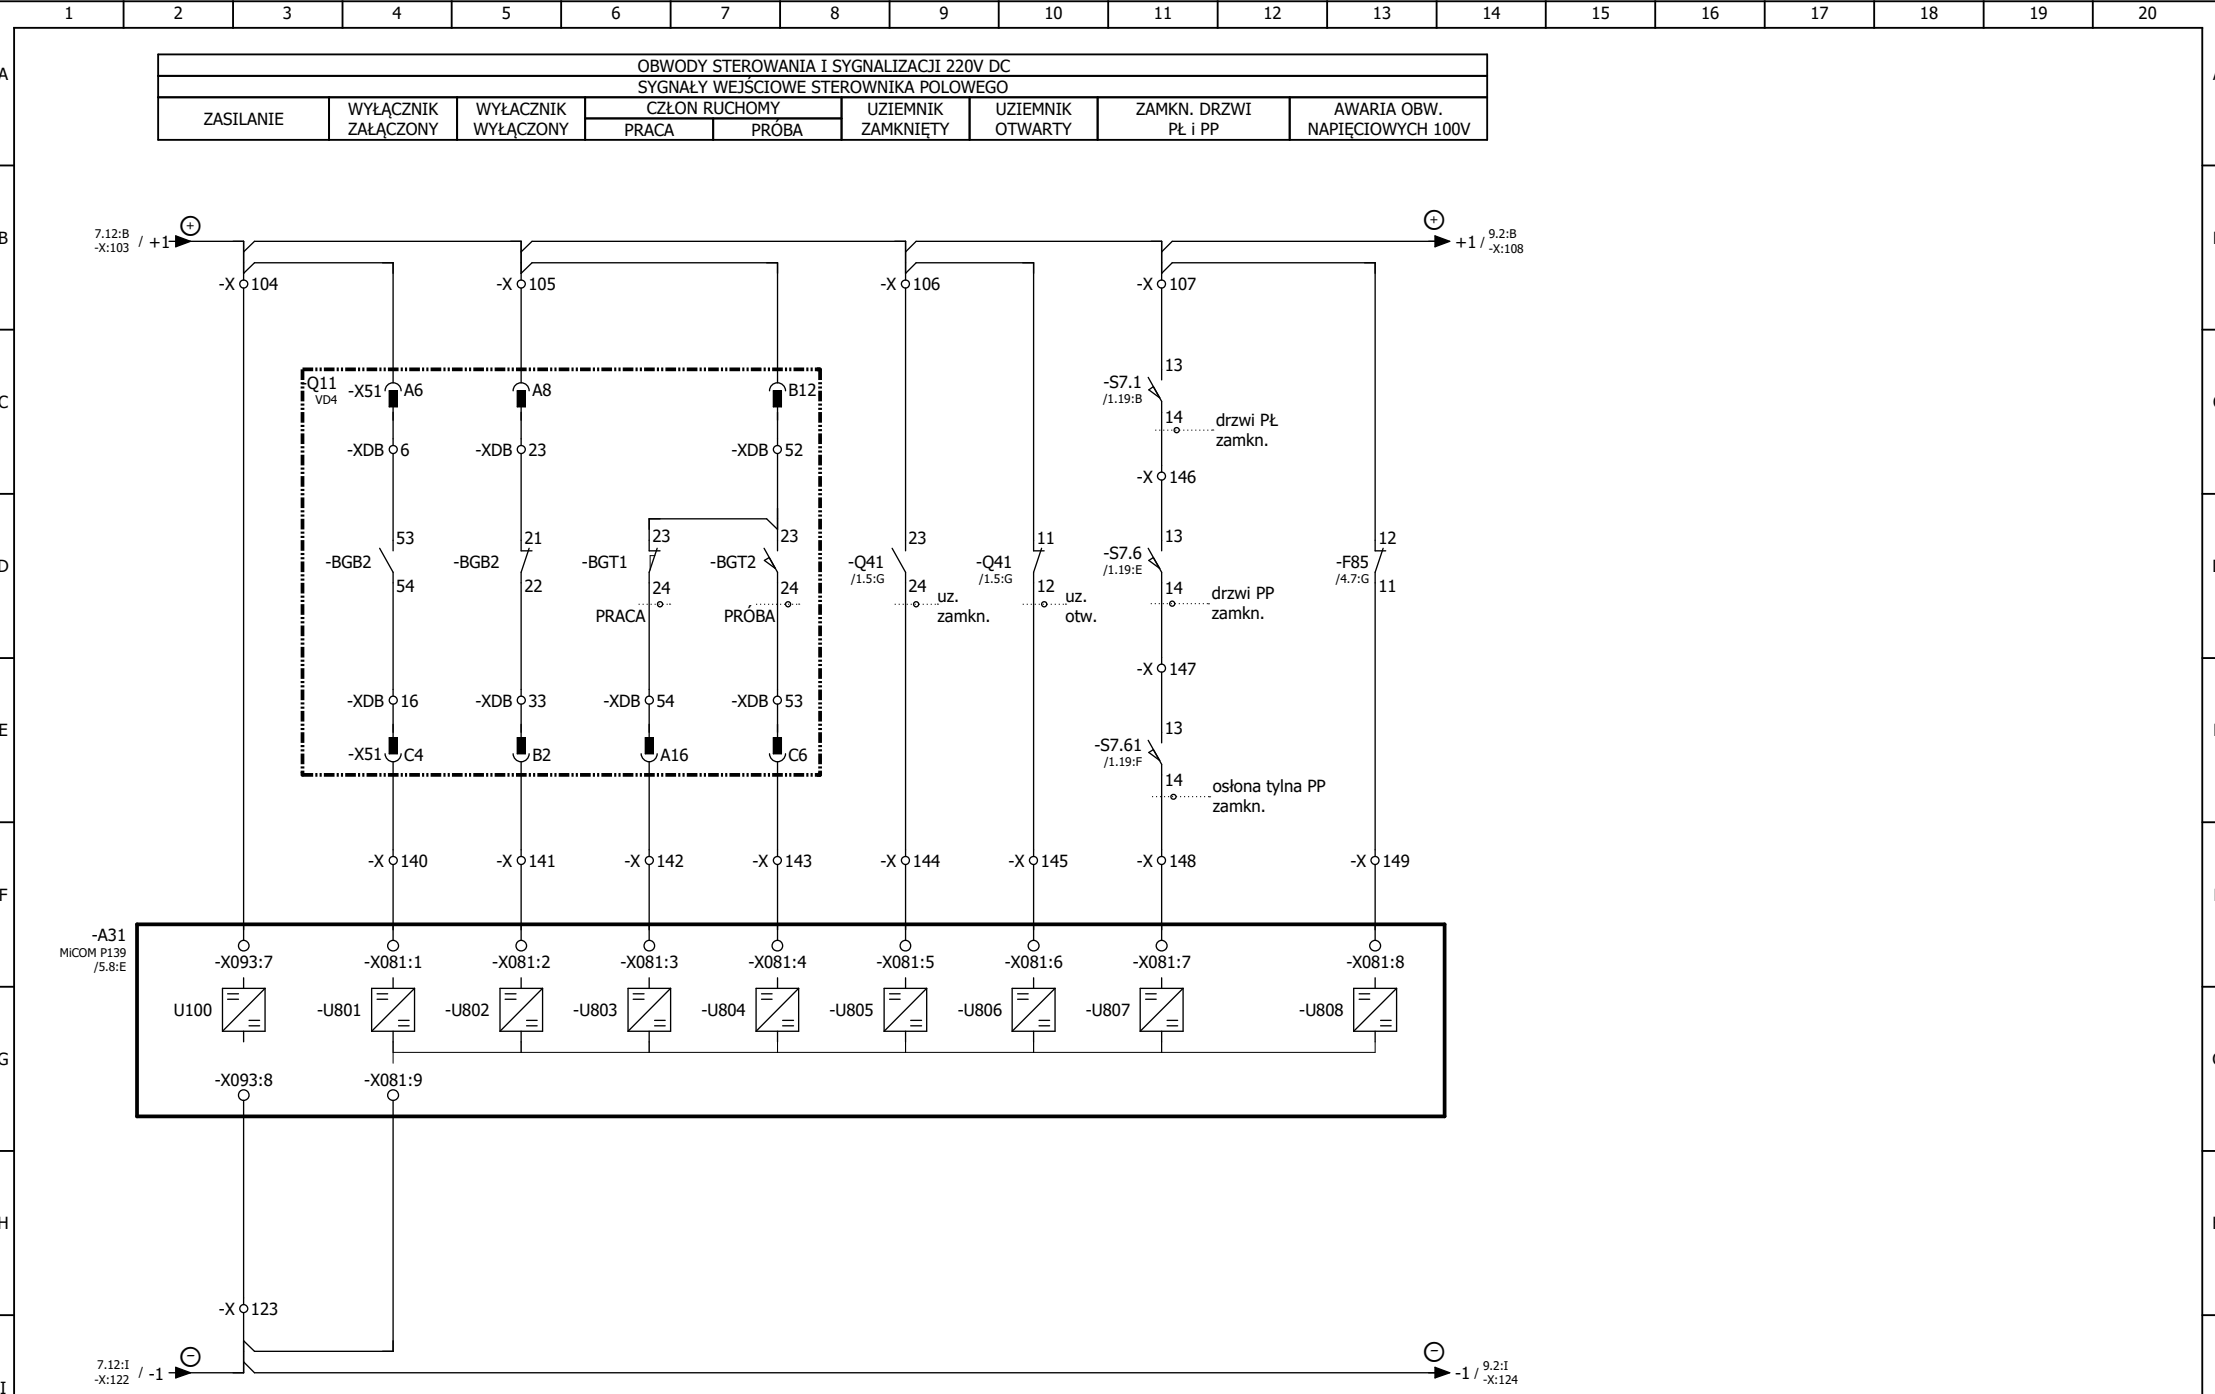 1 2 3 4 5 6 7 8 9 10 11 12 13 14 15 16 17 18 19 20
A
OBWODY STEROWANIA I SYGNALIZACJI 220V DC
SYGNAŁY WEJŚCIOWE STEROWNIKA POLOWEGO
ZASILANIE
WYŁĄCZNIK
ZAŁĄCZONY
WYŁACZNIK
WYŁĄCZONY
CZŁON RUCHOMY
PRACA PRÓBA
UZIEMNIK
ZAMKNIĘTY
UZIEMNIK
OTWARTY
ZAMKN. DRZWI
PŁ i PP
AWARIA OBW.
NAPIĘCIOWYCH 100V
B
7.12:B
-X:103
/ +1
+
+
+1 /
9.2:B
-X:108
-X 104 -X 105 -X 106 -X 107
C
Q11
VD4
-X51 A6 A8 B12
-XDB 6 -XDB 23 -XDB 52
13
-S7.1
/1.19:B
14
drzwi PŁ
zamkn.
-X 146
D
53
-BGB2
54
21
-BGB2
22
23
-BGT1
24
PRACA
23
-BGT2
24
PRÓBA
23
-Q41
/1.5:G
24
uz.
zamkn.
11
-Q41
/1.5:G
12
uz.
otw.
13
-S7.6
/1.19:E
14
drzwi PP
zamkn.
12
-F85
/4.7:G
11
-X 147
E
-XDB 16 -XDB 33 -XDB 54 -XDB 53
-X51 C4 B2 A16 C6
13
-S7.61
/1.19:F
14
osłona tylna PP
zamkn.
F
-X 140 -X 141 -X 142 -X 143 -X 144 -X 145 -X 148 -X 149
-A31
MiCOM P139
/5.8:E
-X093:7 -X081:1 -X081:2 -X081:3 -X081:4 -X081:5 -X081:6 -X081:7 -X081:8
U100 -U801 -U802 -U803 -U804 -U805 -U806 -U807 -U808
G
-X093:8 -X081:9
H
-X 123
I
7.12:I
-X:122
/ -1
−
−
-1 /
9.2:I
-X:124